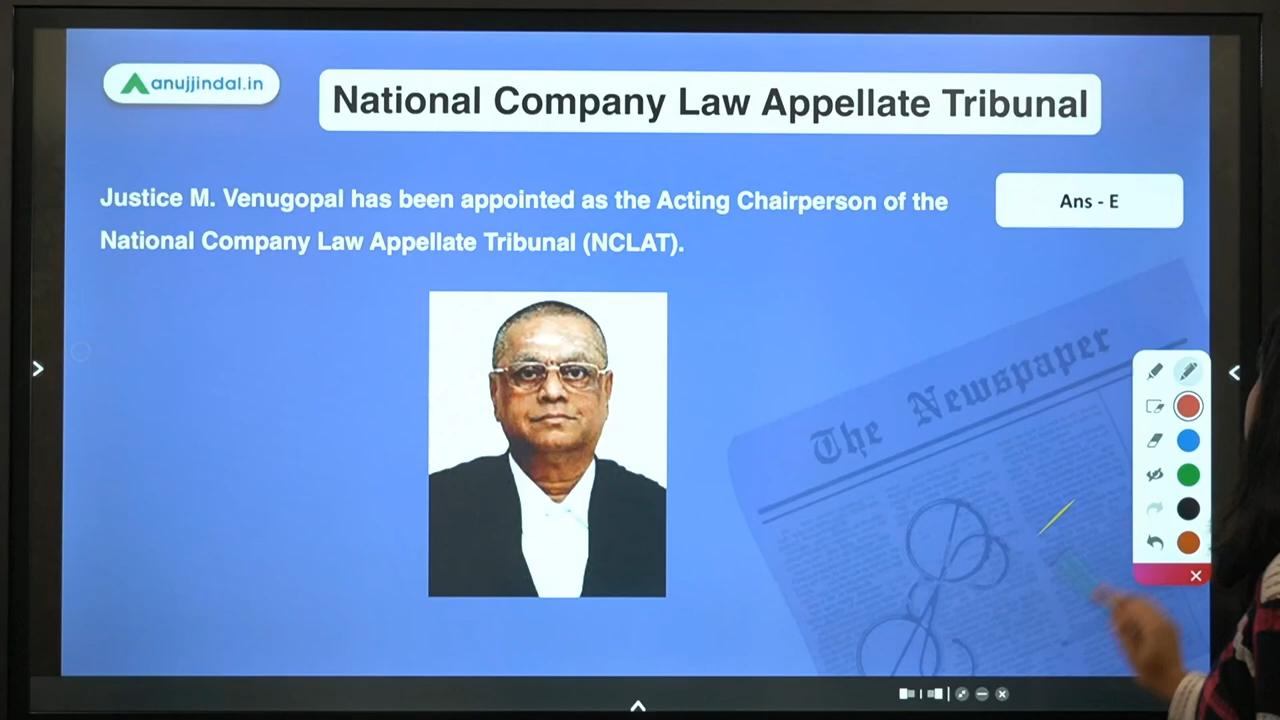 anujjindal.in
National Company Law Appellate Tribunal
Justice M. Venugopal has been appointed as the Acting Chairperson of the
National Company Law Appellate Tribunal (NCLAT).
Ans - E
The Newspaper